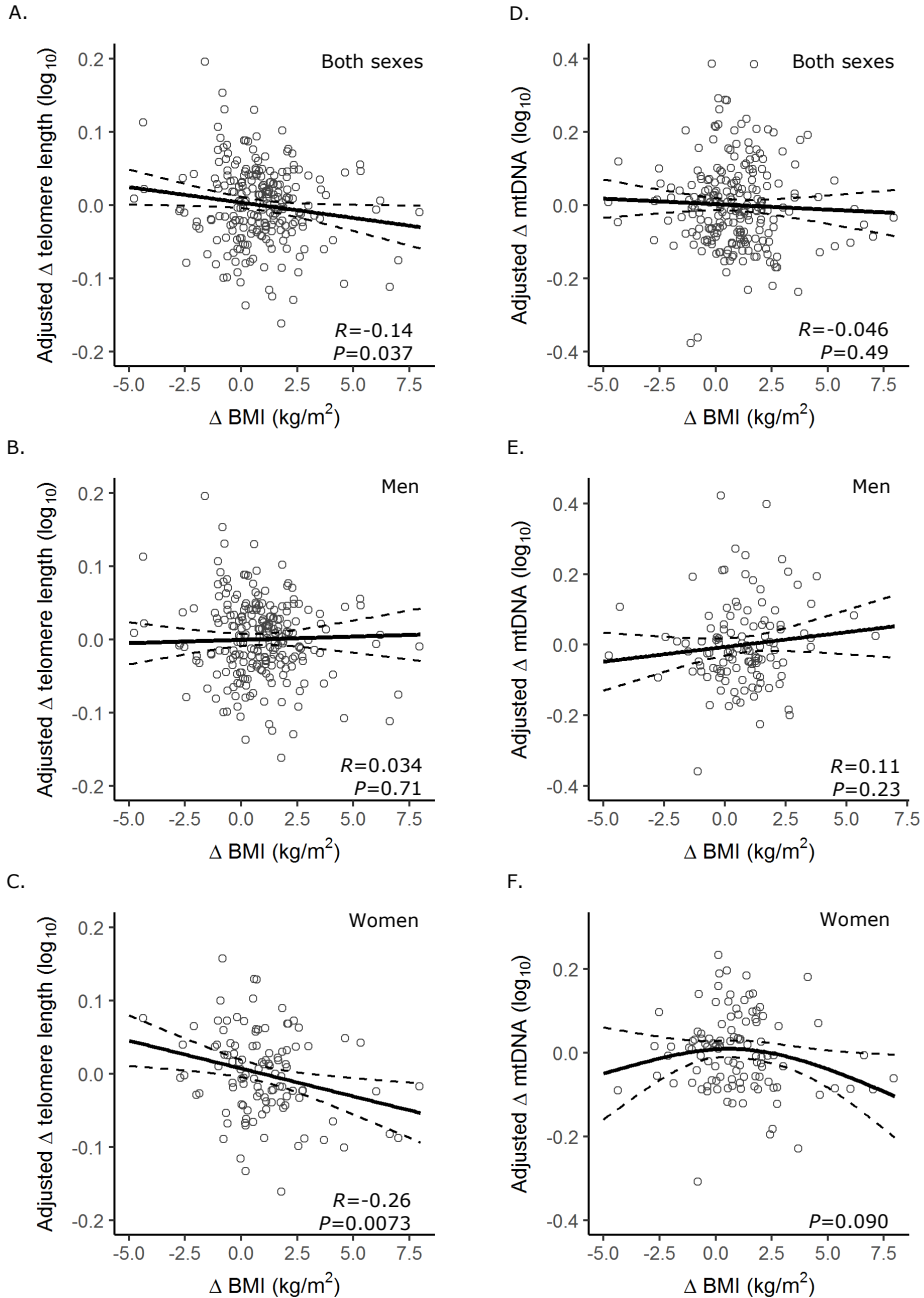 A.
Both sexes
Adjusted Δ telomere length (log₁₀)
0.2
0.1
0.0
-0.1
-0.2
R=-0.14
P=0.037
-5.0 -2.5 0.0 2.5 5.0 7.5
Δ BMI (kg/m²)
D.
Both sexes
Adjusted Δ mtDNA (log₁₀)
0.4
0.2
0.0
-0.2
-0.4
R=-0.046
P=0.49
-5.0 -2.5 0.0 2.5 5.0 7.5
Δ BMI (kg/m²)
B.
Men
Adjusted Δ telomere length (log₁₀)
0.2
0.1
0.0
-0.1
-0.2
R=0.034
P=0.71
-5.0 -2.5 0.0 2.5 5.0 7.5
Δ BMI (kg/m²)
E.
Men
Adjusted Δ mtDNA (log₁₀)
0.4
0.2
0.0
-0.2
-0.4
R=0.11
P=0.23
-5.0 -2.5 0.0 2.5 5.0 7.5
Δ BMI (kg/m²)
C.
Women
Adjusted Δ telomere length (log₁₀)
0.2
0.1
0.0
-0.1
-0.2
R=-0.26
P=0.0073
-5.0 -2.5 0.0 2.5 5.0 7.5
Δ BMI (kg/m²)
F.
Women
Adjusted Δ mtDNA (log₁₀)
0.2
0.0
-0.2
-0.4
P=0.090
-5.0 -2.5 0.0 2.5 5.0 7.5
Δ BMI (kg/m²)